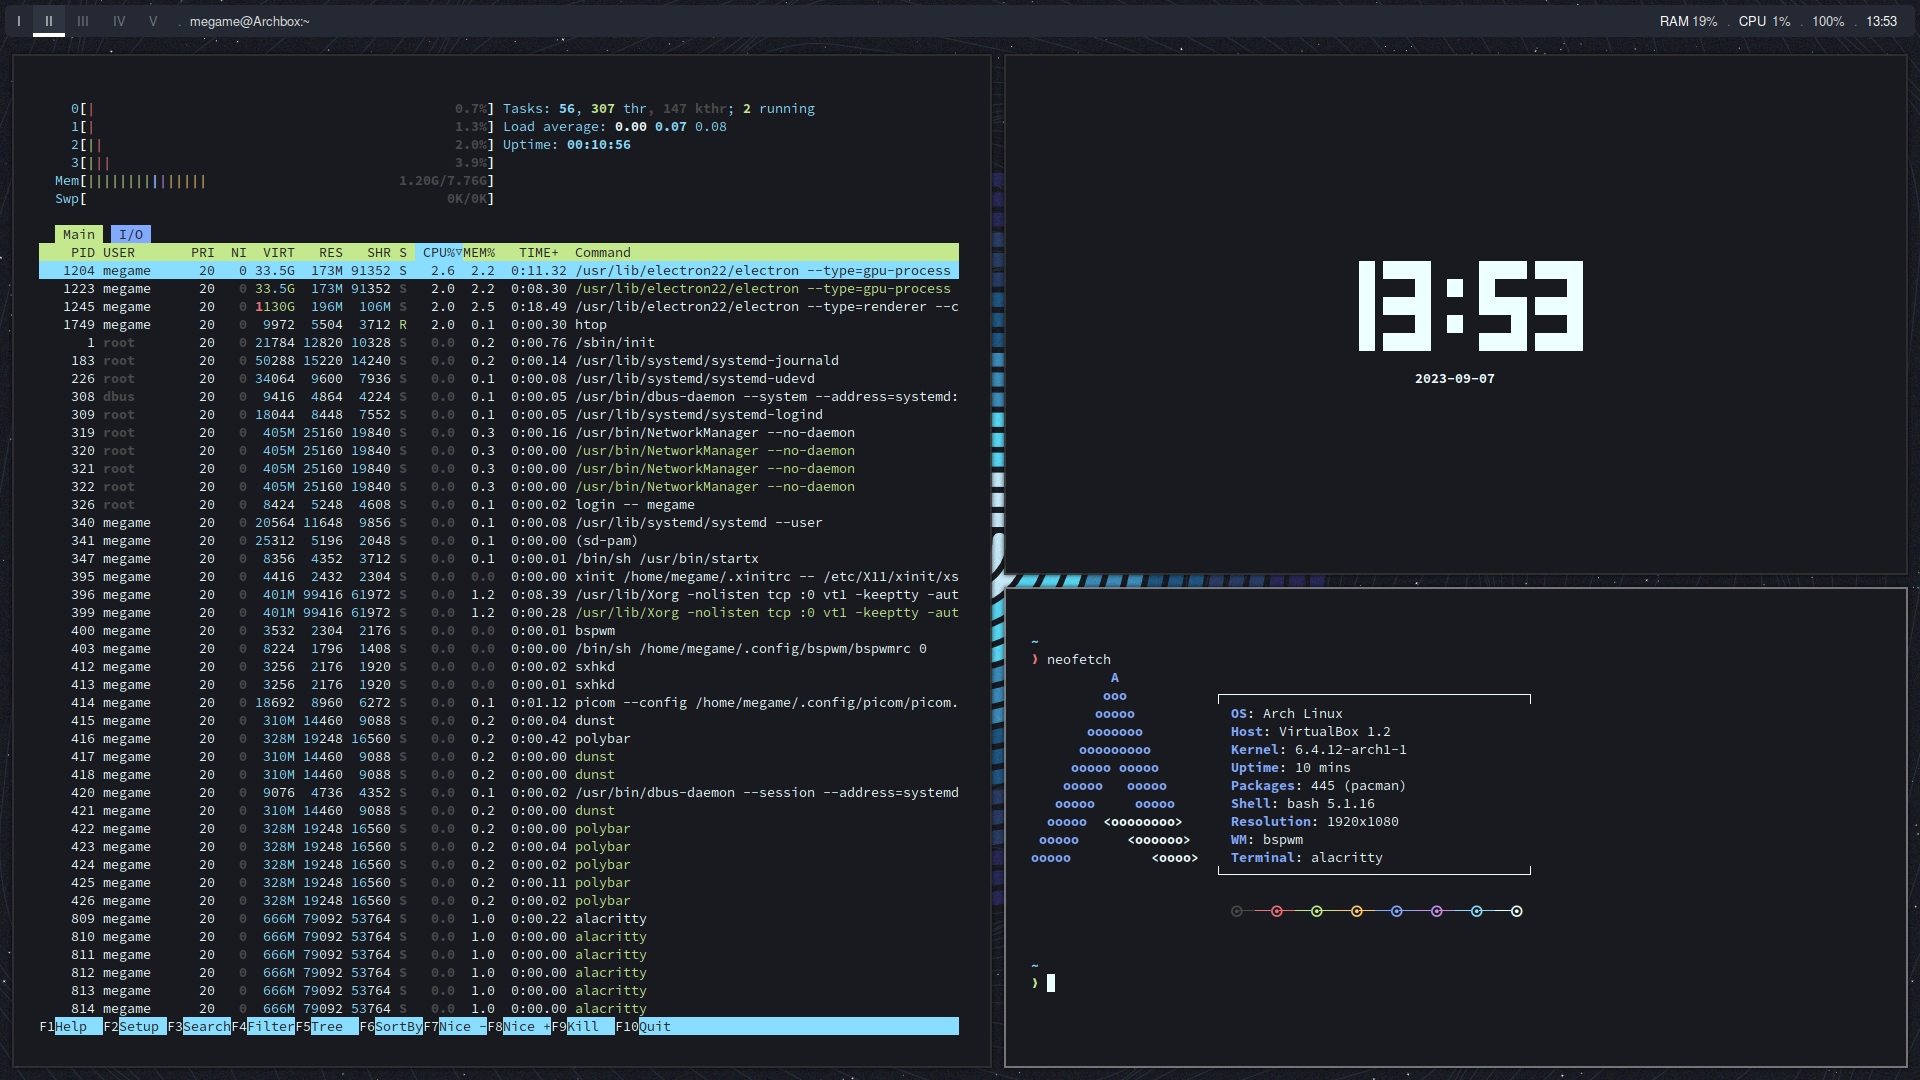 I II III IV V . megame@Archbox:~ RAM 19% . CPU 1% . 100% . 13:53
0[| 0.7%] Tasks: 56, 307 thr, 147 kthr; 2 running
1[| 1.3%] Load average: 0.00 0.07 0.08
2[|| 2.0%] Uptime: 00:10:56
3[||| 3.9%]
Mem[||||||||||||||| 1.20G/7.76G]
Swp[ 0K/0K]
Main I/O
PID USER PRI NI VIRT RES SHR S CPU%▽MEM% TIME+ Command
1204 megame 20 0 33.5G 173M 91352 S 2.6 2.2 0:11.32 /usr/lib/electron22/electron --type=gpu-process
1223 megame 20 0 33.5G 173M 91352 S 2.0 2.2 0:08.30 /usr/lib/electron22/electron --type=gpu-process
1245 megame 20 0 1130G 196M 106M S 2.0 2.5 0:18.49 /usr/lib/electron22/electron --type=renderer --c
1749 megame 20 0 9972 5504 3712 R 2.0 0.1 0:00.30 htop
1 root 20 0 21784 12820 10328 S 0.0 0.2 0:00.76 /sbin/init
183 root 20 0 50288 15220 14240 S 0.0 0.2 0:00.14 /usr/lib/systemd/systemd-journald
226 root 20 0 34064 9600 7936 S 0.0 0.1 0:00.08 /usr/lib/systemd/systemd-udevd
308 dbus 20 0 9416 4864 4224 S 0.0 0.1 0:00.05 /usr/bin/dbus-daemon --system --address=systemd:
309 root 20 0 18044 8448 7552 S 0.0 0.1 0:00.05 /usr/lib/systemd/systemd-logind
319 root 20 0 405M 25160 19840 S 0.0 0.3 0:00.16 /usr/bin/NetworkManager --no-daemon
320 root 20 0 405M 25160 19840 S 0.0 0.3 0:00.00 /usr/bin/NetworkManager --no-daemon
321 root 20 0 405M 25160 19840 S 0.0 0.3 0:00.00 /usr/bin/NetworkManager --no-daemon
322 root 20 0 405M 25160 19840 S 0.0 0.3 0:00.00 /usr/bin/NetworkManager --no-daemon
326 root 20 0 8424 5248 4608 S 0.0 0.1 0:00.02 login -- megame
340 megame 20 0 20564 11648 9856 S 0.0 0.1 0:00.08 /usr/lib/systemd/systemd --user
341 megame 20 0 25312 5196 2048 S 0.0 0.1 0:00.00 (sd-pam)
347 megame 20 0 8356 4352 3712 S 0.0 0.1 0:00.01 /bin/sh /usr/bin/startx
395 megame 20 0 4416 2432 2304 S 0.0 0.0 0:00.00 xinit /home/megame/.xinitrc -- /etc/X11/xinit/xs
396 megame 20 0 401M 99416 61972 S 0.0 1.2 0:08.39 /usr/lib/Xorg -nolisten tcp :0 vt1 -keeptty -aut
399 megame 20 0 401M 99416 61972 S 0.0 1.2 0:00.28 /usr/lib/Xorg -nolisten tcp :0 vt1 -keeptty -aut
400 megame 20 0 3532 2304 2176 S 0.0 0.0 0:00.01 bspwm
403 megame 20 0 8224 1796 1408 S 0.0 0.0 0:00.00 /bin/sh /home/megame/.config/bspwm/bspwmrc 0
412 megame 20 0 3256 2176 1920 S 0.0 0.0 0:00.02 sxhkd
413 megame 20 0 3256 2176 1920 S 0.0 0.0 0:00.01 sxhkd
414 megame 20 0 18692 8960 6272 S 0.0 0.1 0:01.12 picom --config /home/megame/.config/picom/picom.
415 megame 20 0 310M 14460 9088 S 0.0 0.2 0:00.04 dunst
416 megame 20 0 328M 19248 16560 S 0.0 0.2 0:00.42 polybar
417 megame 20 0 310M 14460 9088 S 0.0 0.2 0:00.00 dunst
418 megame 20 0 310M 14460 9088 S 0.0 0.2 0:00.00 dunst
420 megame 20 0 9076 4736 4352 S 0.0 0.1 0:00.02 /usr/bin/dbus-daemon --session --address=systemd
421 megame 20 0 310M 14460 9088 S 0.0 0.2 0:00.00 dunst
422 megame 20 0 328M 19248 16560 S 0.0 0.2 0:00.00 polybar
423 megame 20 0 328M 19248 16560 S 0.0 0.2 0:00.04 polybar
424 megame 20 0 328M 19248 16560 S 0.0 0.2 0:00.02 polybar
425 megame 20 0 328M 19248 16560 S 0.0 0.2 0:00.11 polybar
426 megame 20 0 328M 19248 16560 S 0.0 0.2 0:00.02 polybar
809 megame 20 0 666M 79092 53764 S 0.0 1.0 0:00.22 alacritty
810 megame 20 0 666M 79092 53764 S 0.0 1.0 0:00.00 alacritty
811 megame 20 0 666M 79092 53764 S 0.0 1.0 0:00.00 alacritty
812 megame 20 0 666M 79092 53764 S 0.0 1.0 0:00.00 alacritty
813 megame 20 0 666M 79092 53764 S 0.0 1.0 0:00.00 alacritty
814 megame 20 0 666M 79092 53764 S 0.0 1.0 0:00.00 alacritty
F1Help F2Setup F3SearchF4FilterF5Tree F6SortByF7Nice -F8Nice +F9Kill F10Quit
13:53
2023-09-07
~
❯ neofetch
A
ooo
ooooo OS: Arch Linux
ooooooo Host: VirtualBox 1.2
ooooooooo Kernel: 6.4.12-arch1-1
ooooo ooooo Uptime: 10 mins
ooooo ooooo Packages: 445 (pacman)
ooooo ooooo Shell: bash 5.1.16
ooooo <oooooooo> Resolution: 1920x1080
ooooo <oooooo> WM: bspwm
ooooo <oooo> Terminal: alacritty
~
❯